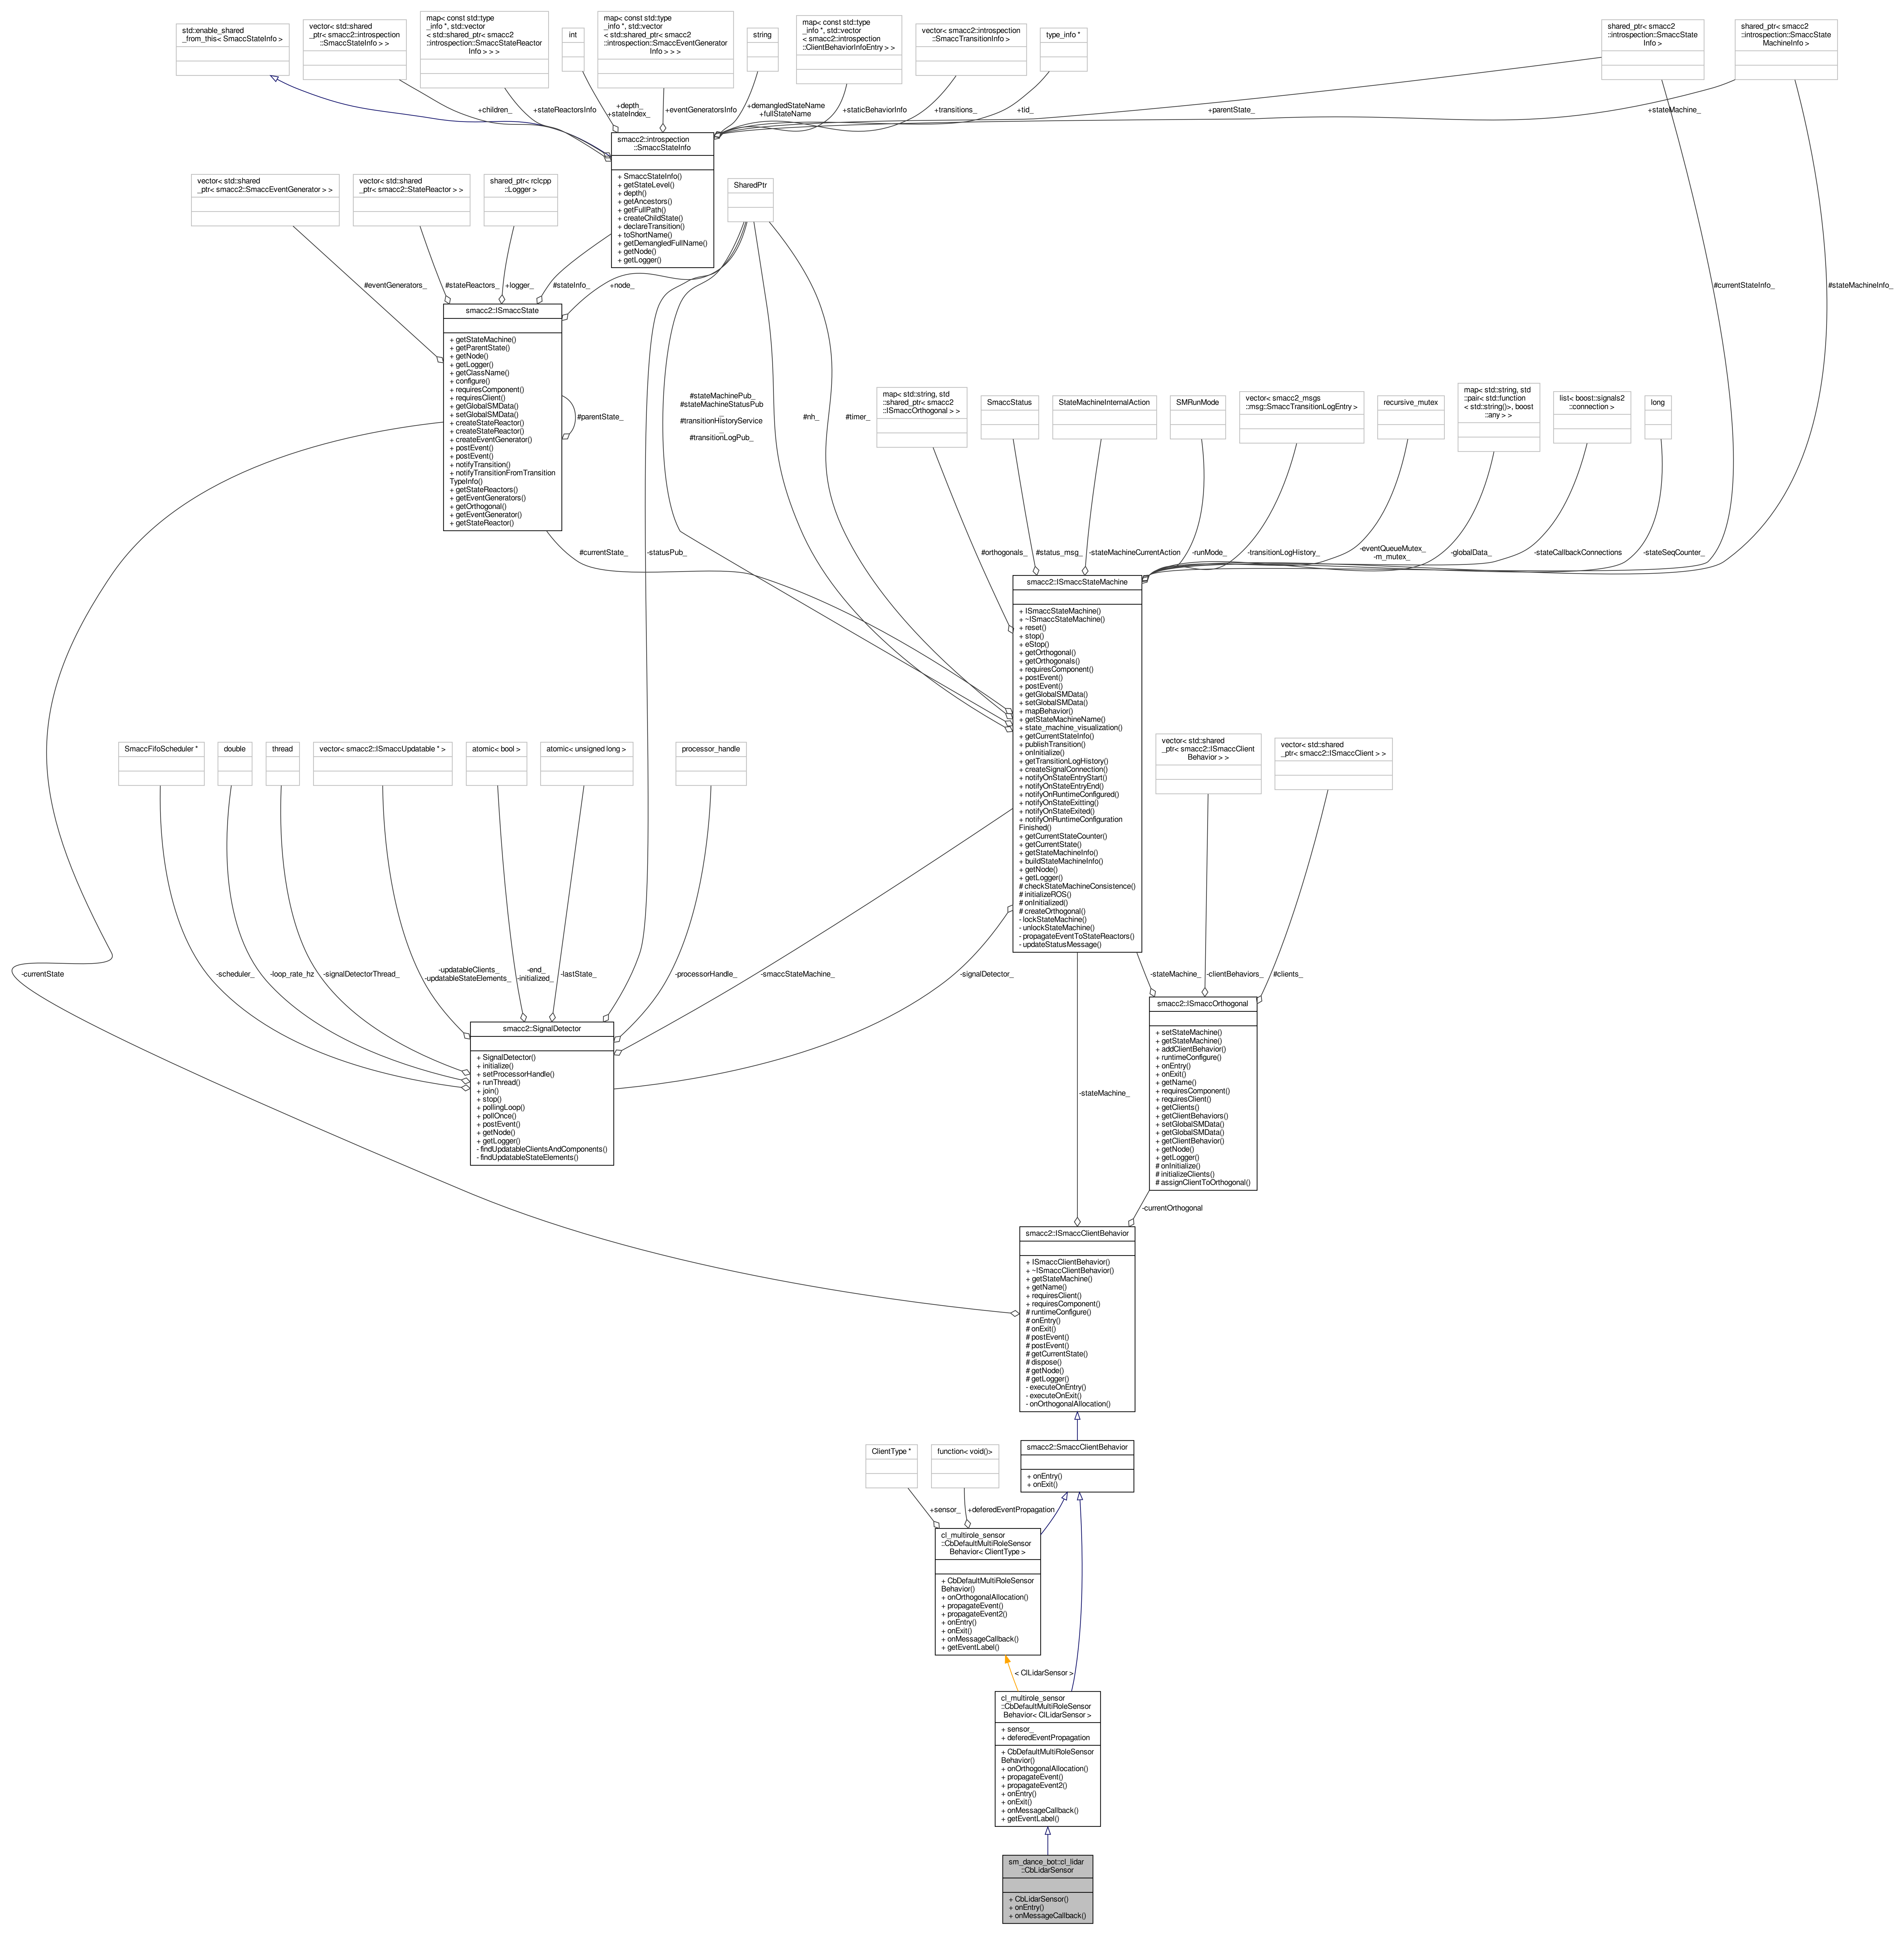 std::enable_shared
_from_this< SmaccStateInfo >
vector< std::shared
_ptr< smacc2::introspection
::SmaccStateInfo > >
map< const std::type
_info *, std::vector
< std::shared_ptr< smacc2
::introspection::SmaccStateReactor
Info > > >
int
map< const std::type
_info *, std::vector
< std::shared_ptr< smacc2
::introspection::SmaccEventGenerator
Info > > >
string
map< const std::type
_info *, std::vector
< smacc2::introspection
::ClientBehaviorInfoEntry > >
vector< smacc2::introspection
::SmaccTransitionInfo >
type_info *
shared_ptr< smacc2
::introspection::SmaccState
Info >
shared_ptr< smacc2
::introspection::SmaccState
MachineInfo >
+children_
+stateReactorsInfo
+depth_
+stateIndex_
+eventGeneratorsInfo
+demangledStateName
+fullStateName
+staticBehaviorInfo
+transitions_
+tid_
+parentState_
+stateMachine_
smacc2::introspection
::SmaccStateInfo
+ SmaccStateInfo()
+ getStateLevel()
+ depth()
+ getAncestors()
+ getFullPath()
+ createChildState()
+ declareTransition()
+ toShortName()
+ getDemangledFullName()
+ getNode()
+ getLogger()
vector< std::shared
_ptr< smacc2::SmaccEventGenerator > >
vector< std::shared
_ptr< smacc2::StateReactor > >
shared_ptr< rclcpp
::Logger >
SharedPtr
#eventGenerators_
#stateReactors_
+logger_
#stateInfo_
+node_
#currentStateInfo_
#stateMachineInfo_
smacc2::ISmaccState
+ getStateMachine()
+ getParentState()
+ getNode()
+ getLogger()
+ getClassName()
+ configure()
+ requiresComponent()
+ requiresClient()
+ getGlobalSMData()
+ setGlobalSMData()
+ createStateReactor()
+ createStateReactor()
+ createEventGenerator()
+ postEvent()
+ postEvent()
+ notifyTransition()
+ notifyTransitionFromTransition
TypeInfo()
+ getStateReactors()
+ getEventGenerators()
+ getOrthogonal()
+ getEventGenerator()
+ getStateReactor()
#parentState_
#stateMachinePub_
#stateMachineStatusPub
_
#transitionHistoryService
_
#transitionLogPub_
#nh_
#timer_
map< std::string, std
::shared_ptr< smacc2
::ISmaccOrthogonal > >
SmaccStatus
StateMachineInternalAction
SMRunMode
vector< smacc2_msgs
::msg::SmaccTransitionLogEntry >
recursive_mutex
map< std::string, std
::pair< std::function
< std::string()>, boost
::any > >
list< boost::signals2
::connection >
long
#currentState_
-statusPub_
#orthogonals_
#status_msg_
-stateMachineCurrentAction
-runMode_
-transitionLogHistory_
-eventQueueMutex_
-m_mutex_
-globalData_
-stateCallbackConnections
-stateSeqCounter_
smacc2::ISmaccStateMachine
+ ISmaccStateMachine()
+ ~ISmaccStateMachine()
+ reset()
+ stop()
+ eStop()
+ getOrthogonal()
+ getOrthogonals()
+ requiresComponent()
+ postEvent()
+ postEvent()
+ getGlobalSMData()
+ setGlobalSMData()
+ mapBehavior()
+ getStateMachineName()
+ state_machine_visualization()
+ getCurrentStateInfo()
+ publishTransition()
+ onInitialize()
+ getTransitionLogHistory()
+ createSignalConnection()
+ notifyOnStateEntryStart()
+ notifyOnStateEntryEnd()
+ notifyOnRuntimeConfigured()
+ notifyOnStateExitting()
+ notifyOnStateExited()
+ notifyOnRuntimeConfiguration
Finished()
+ getCurrentStateCounter()
+ getCurrentState()
+ getStateMachineInfo()
+ buildStateMachineInfo()
+ getNode()
+ getLogger()
# checkStateMachineConsistence()
# initializeROS()
# onInitialized()
# createOrthogonal()
- lockStateMachine()
- unlockStateMachine()
- propagateEventToStateReactors()
- updateStatusMessage()
SmaccFifoScheduler *
double
thread
vector< smacc2::ISmaccUpdatable * >
atomic< bool >
atomic< unsigned long >
processor_handle
vector< std::shared
_ptr< smacc2::ISmaccClient
Behavior > >
vector< std::shared
_ptr< smacc2::ISmaccClient > >
-currentState
-scheduler_
-loop_rate_hz
-signalDetectorThread_
-updatableClients_
-updatableStateElements_
-end_
-initialized_
-lastState_
-processorHandle_
-smaccStateMachine_
-signalDetector_
-stateMachine_
-clientBehaviors_
#clients_
smacc2::SignalDetector
+ SignalDetector()
+ initialize()
+ setProcessorHandle()
+ runThread()
+ join()
+ stop()
+ pollingLoop()
+ pollOnce()
+ postEvent()
+ getNode()
+ getLogger()
- findUpdatableClientsAndComponents()
- findUpdatableStateElements()
smacc2::ISmaccOrthogonal
+ setStateMachine()
+ getStateMachine()
+ addClientBehavior()
+ runtimeConfigure()
+ onEntry()
+ onExit()
+ getName()
+ requiresComponent()
+ requiresClient()
+ getClients()
+ getClientBehaviors()
+ setGlobalSMData()
+ getGlobalSMData()
+ getClientBehavior()
+ getNode()
+ getLogger()
# onInitialize()
# initializeClients()
# assignClientToOrthogonal()
-stateMachine_
-currentOrthogonal
smacc2::ISmaccClientBehavior
+ ISmaccClientBehavior()
+ ~ISmaccClientBehavior()
+ getStateMachine()
+ getName()
+ requiresClient()
+ requiresComponent()
# runtimeConfigure()
# onEntry()
# onExit()
# postEvent()
# postEvent()
# getCurrentState()
# dispose()
# getNode()
# getLogger()
- executeOnEntry()
- executeOnExit()
- onOrthogonalAllocation()
ClientType *
function< void()>
smacc2::SmaccClientBehavior
+ onEntry()
+ onExit()
+sensor_
+deferedEventPropagation
cl_multirole_sensor
::CbDefaultMultiRoleSensor
Behavior< ClientType >
+ CbDefaultMultiRoleSensor
Behavior()
+ onOrthogonalAllocation()
+ propagateEvent()
+ propagateEvent2()
+ onEntry()
+ onExit()
+ onMessageCallback()
+ getEventLabel()
< ClLidarSensor >
cl_multirole_sensor
::CbDefaultMultiRoleSensor
Behavior< ClLidarSensor >
+ sensor_
+ deferedEventPropagation
+ CbDefaultMultiRoleSensor
Behavior()
+ onOrthogonalAllocation()
+ propagateEvent()
+ propagateEvent2()
+ onEntry()
+ onExit()
+ onMessageCallback()
+ getEventLabel()
sm_dance_bot::cl_lidar
::CbLidarSensor
+ CbLidarSensor()
+ onEntry()
+ onMessageCallback()